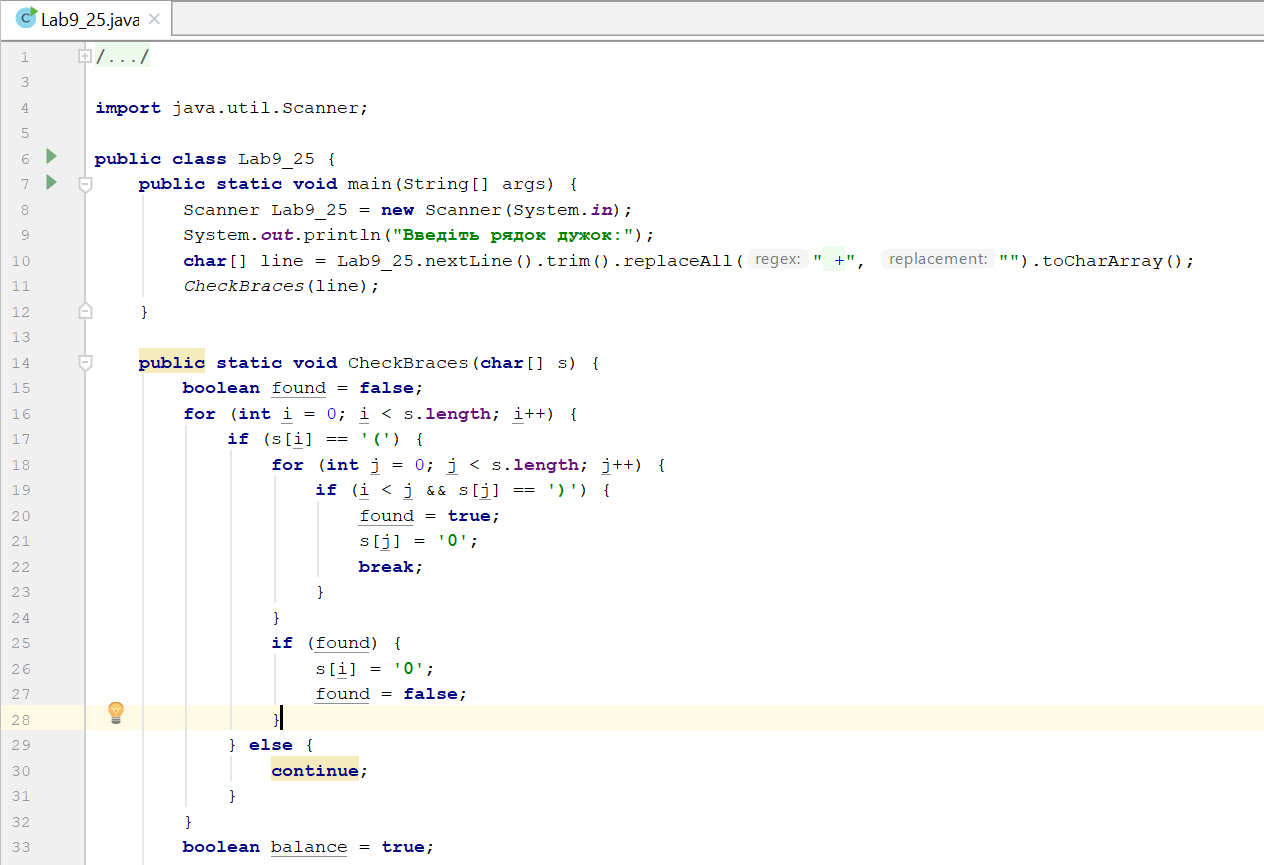 Lab9_25.java
1 /.../
3
4 import java.util.Scanner;
5
6 public class Lab9_25 {
7 public static void main(String[] args) {
8 Scanner Lab9_25 = new Scanner(System.in);
9 System.out.println("Введіть рядок дужок:");
10 char[] line = Lab9_25.nextLine().trim().replaceAll( regex: " +", replacement: "").toCharArray();
11 CheckBraces(line);
12 }
13
14 public static void CheckBraces(char[] s) {
15 boolean found = false;
16 for (int i = 0; i < s.length; i++) {
17 if (s[i] == '(') {
18 for (int j = 0; j < s.length; j++) {
19 if (i < j && s[j] == ')') {
20 found = true;
21 s[j] = '0';
22 break;
23 }
24 }
25 if (found) {
26 s[i] = '0';
27 found = false;
28 }
29 } else {
30 continue;
31 }
32 }
33 boolean balance = true;